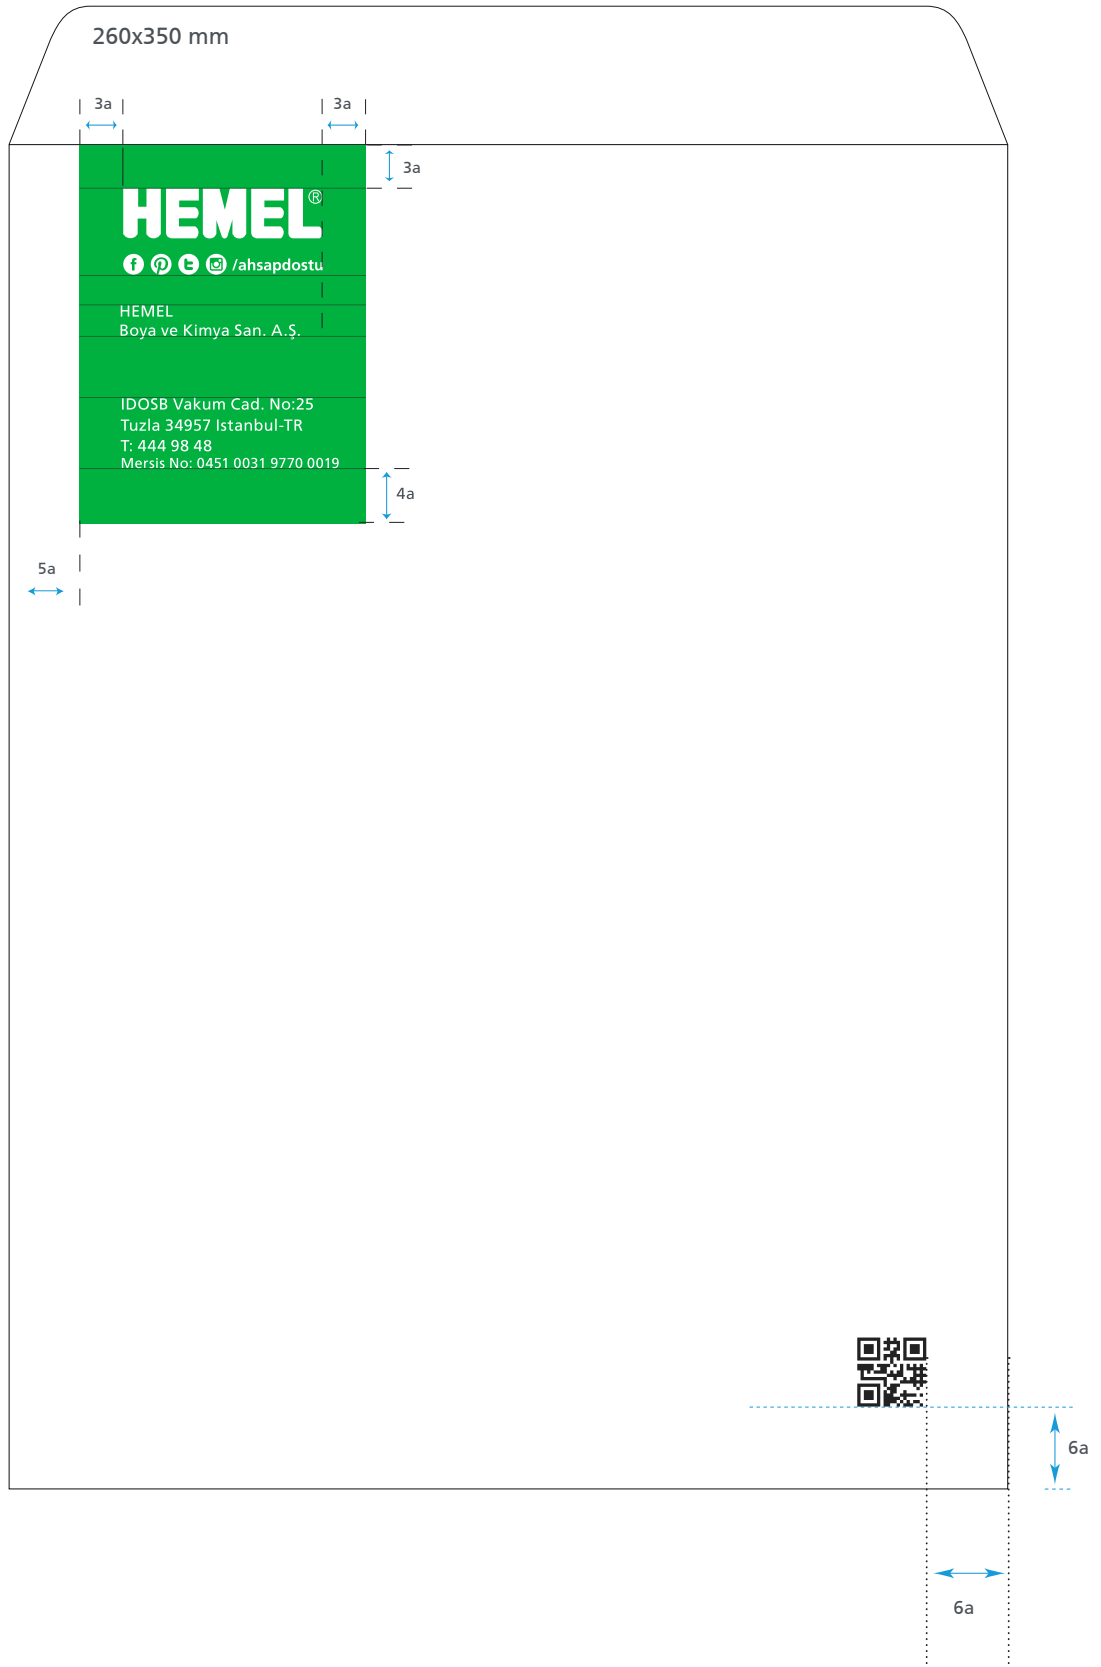 260x350 mm
3a
3a
3a
HEMEL®
/ahsapdostu
HEMEL
Boya ve Kimya San. A.Ş.
IDOSB Vakum Cad. No:25
Tuzla 34957 Istanbul-TR
T: 444 98 48
Mersis No: 0451 0031 9770 0019
4a
5a
6a
6a